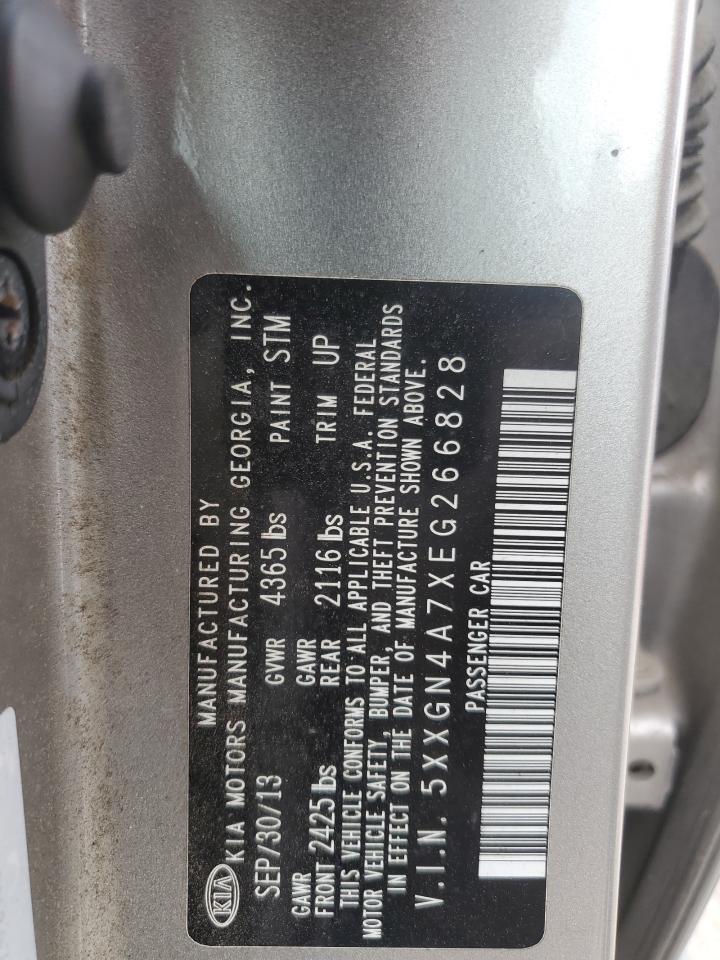 MANUFACTURED BY
KIA KIA MOTORS MANUFACTURING GEORGIA, INC.
SEP/30/13 GVWR 4365 lbs PAINT STM
GAWR FRONT 2425 lbs GAWR REAR 2116 lbs TRIM UP
THIS VEHICLE CONFORMS TO ALL APPLICABLE U.S.A. FEDERAL
MOTOR VEHICLE SAFETY, BUMPER, AND THEFT PREVENTION STANDARDS
IN EFFECT ON THE DATE OF MANUFACTURE SHOWN ABOVE.
V.I.N. 5XXGN4A7XEG266828
PASSENGER CAR